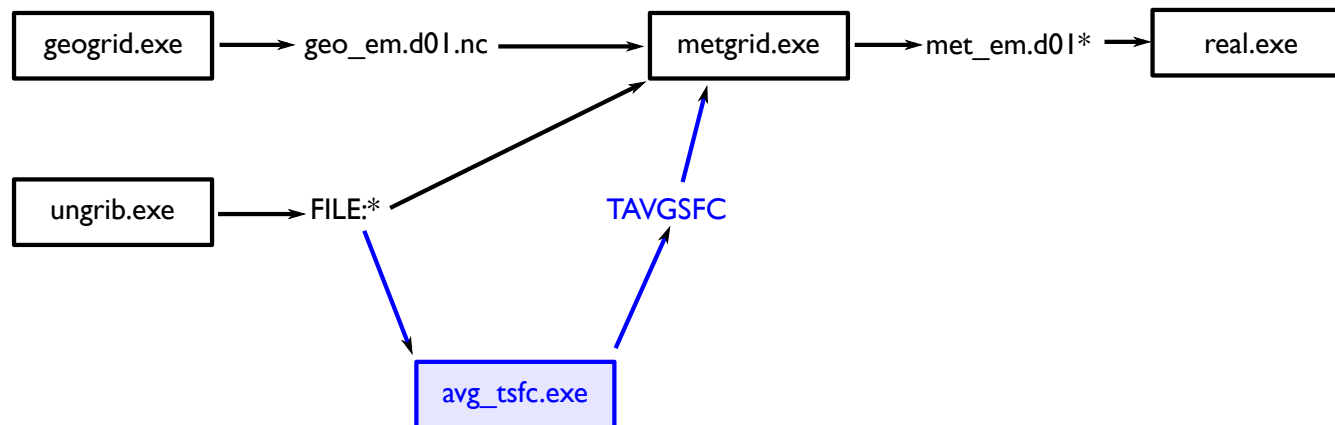 geogrid.exe geo_em.d01.nc metgrid.exe met_em.d01* real.exe
ungrib.exe FILE:* TAVGSFC
avg_tsfc.exe